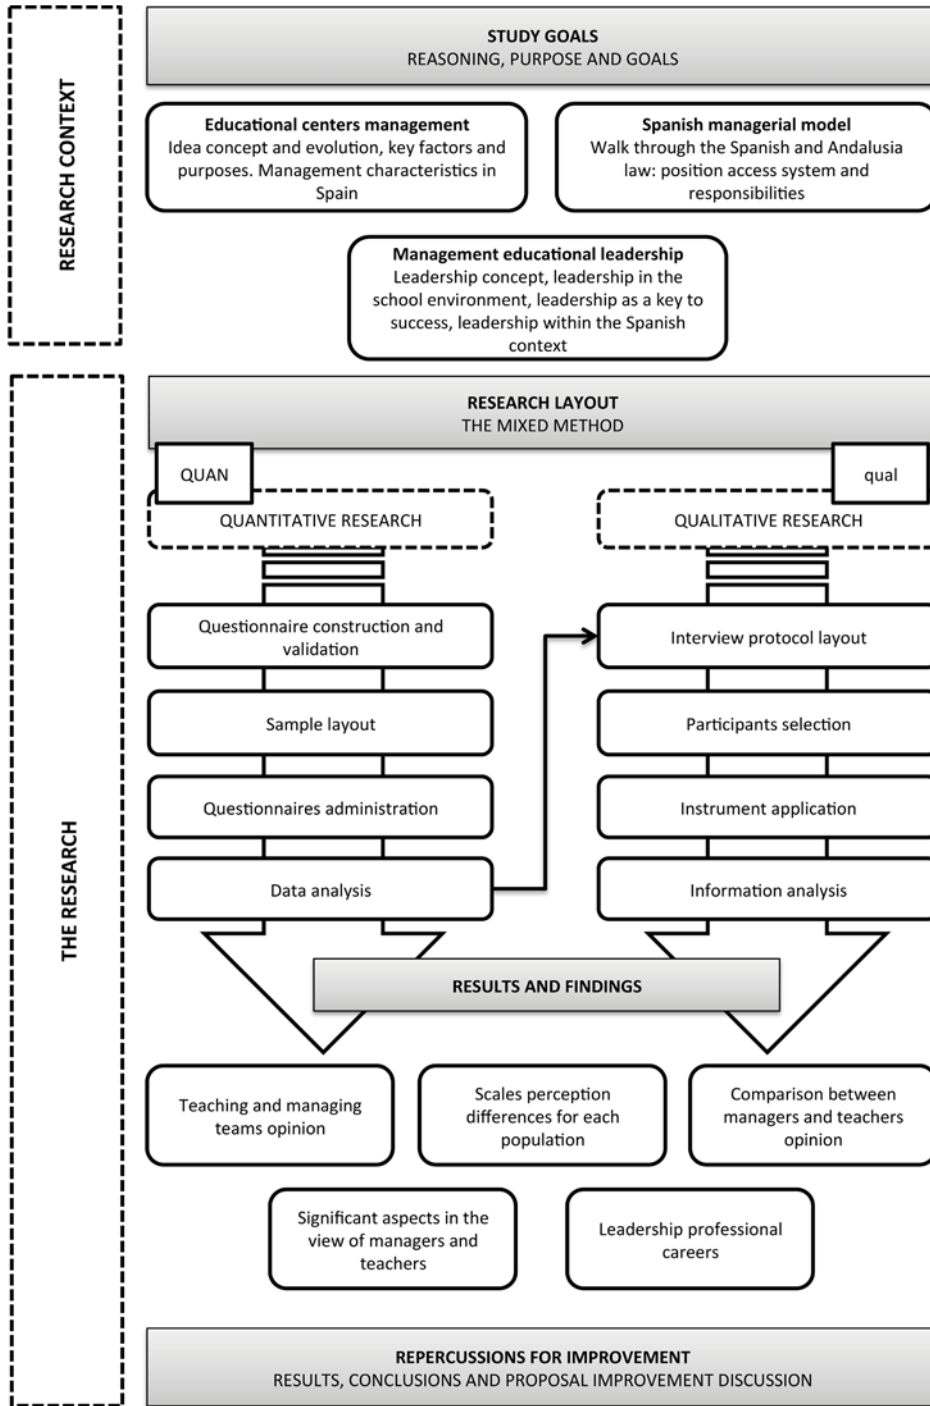 RESEARCH CONTEXT
STUDY GOALS
REASONING, PURPOSE AND GOALS
Educational centers management
Idea concept and evolution, key factors and
purposes. Management characteristics in
Spain
Spanish managerial model
Walk through the Spanish and Andalusia
law: position access system and
responsibilities
Management educational leadership
Leadership concept, leadership in the
school environment, leadership as a key to
success, leadership within the Spanish
context
THE RESEARCH
RESEARCH LAYOUT
THE MIXED METHOD
QUAN
qual
QUANTITATIVE RESEARCH
QUALITATIVE RESEARCH
Questionnaire construction and
validation
Interview protocol layout
Sample layout
Participants selection
Questionnaires administration
Instrument application
Data analysis
Information analysis
RESULTS AND FINDINGS
Teaching and managing
teams opinion
Scales perception
differences for each
population
Comparison between
managers and teachers
opinion
Significant aspects in the
view of managers and
teachers
Leadership professional
careers
REPERCUSSIONS FOR IMPROVEMENT
RESULTS, CONCLUSIONS AND PROPOSAL IMPROVEMENT DISCUSSION